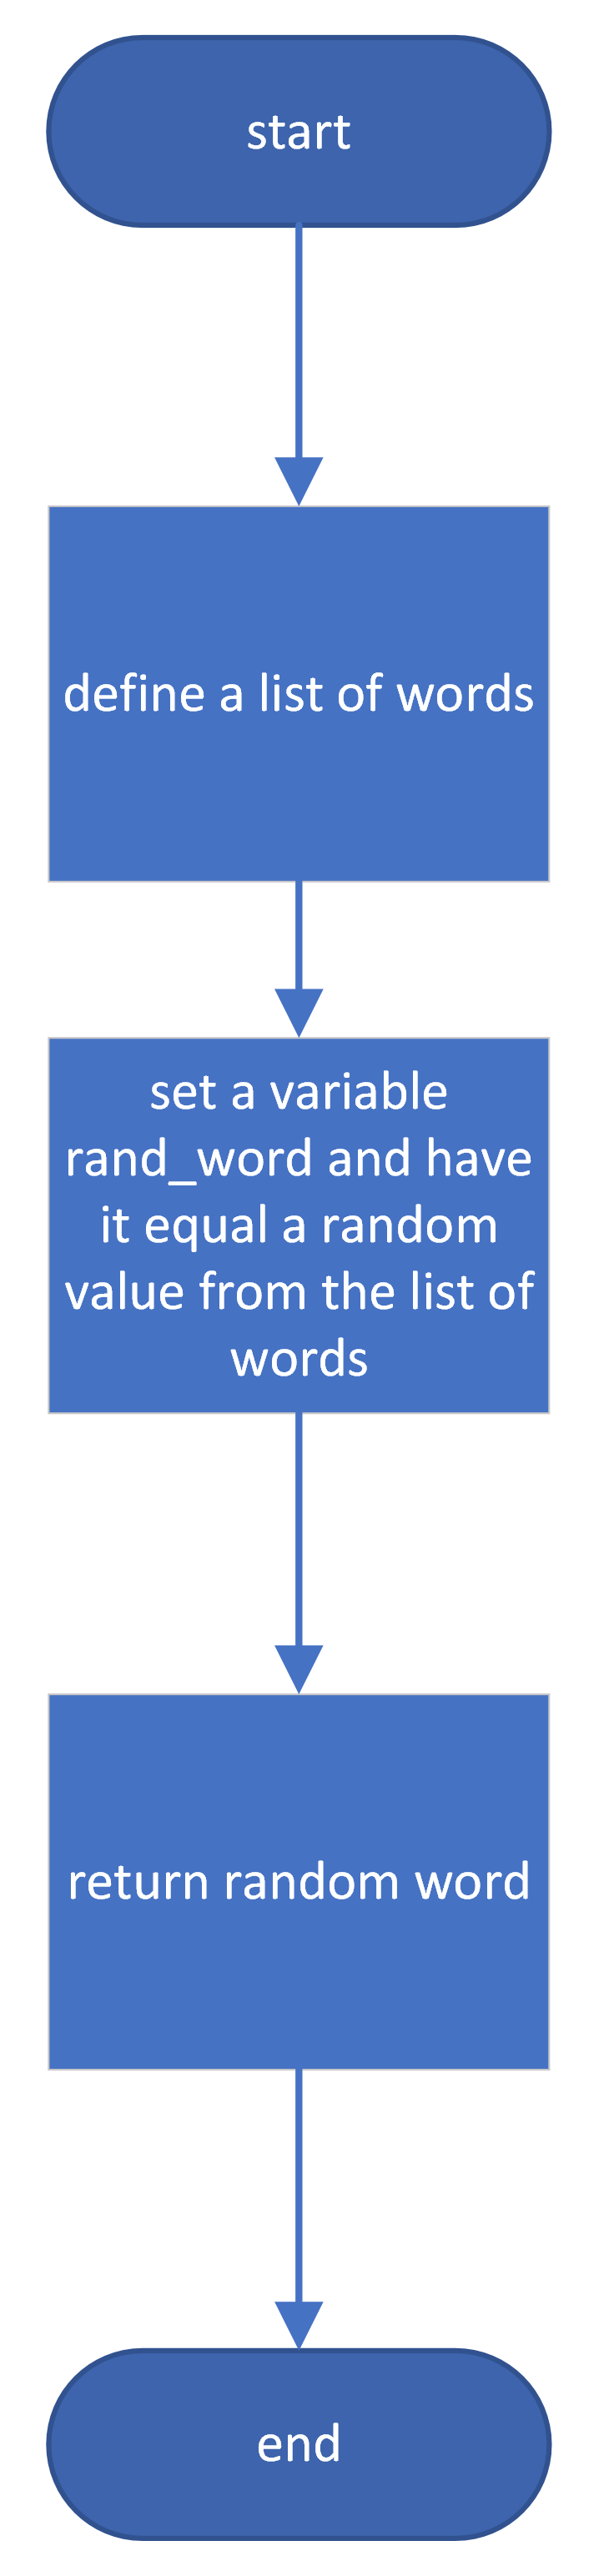 start
define a list of words
set a variable
rand_word and have
it equal a random
value from the list of
words
return random word
end